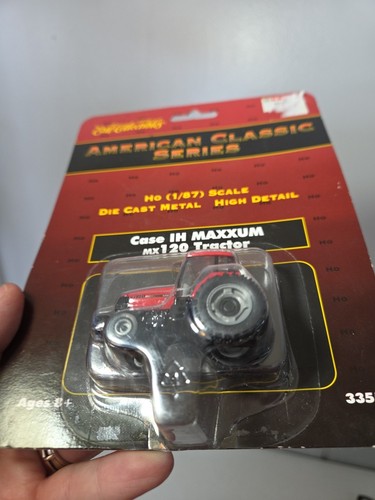 AMERICAN CLASSIC
SERIES
HO (1/87) SCALE
DIE CAST METAL HIGH DETAIL
Case IH MAXXUM
MX120 Tractor
Ages 8+
335